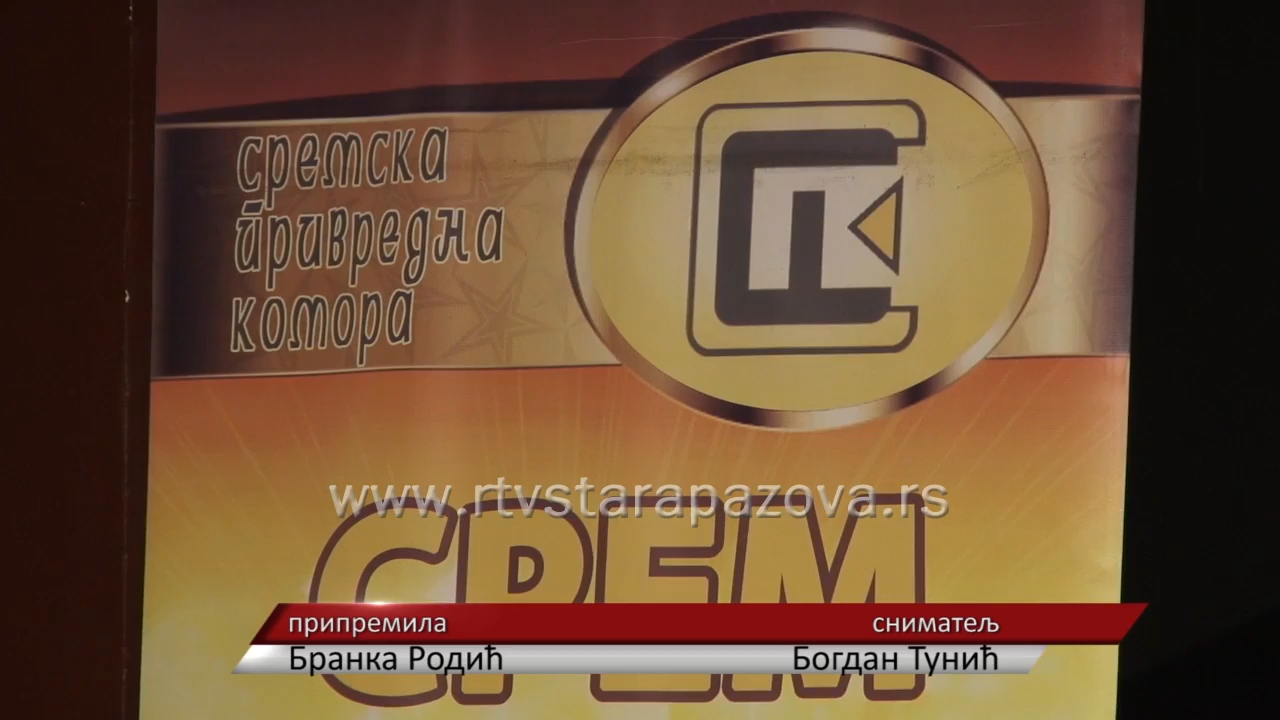 сремска
привредна
комора
www.rtvstarapazova.rs
СРЕМ
припремила
сниматељ
Бранка Родић
Богдан Тунић